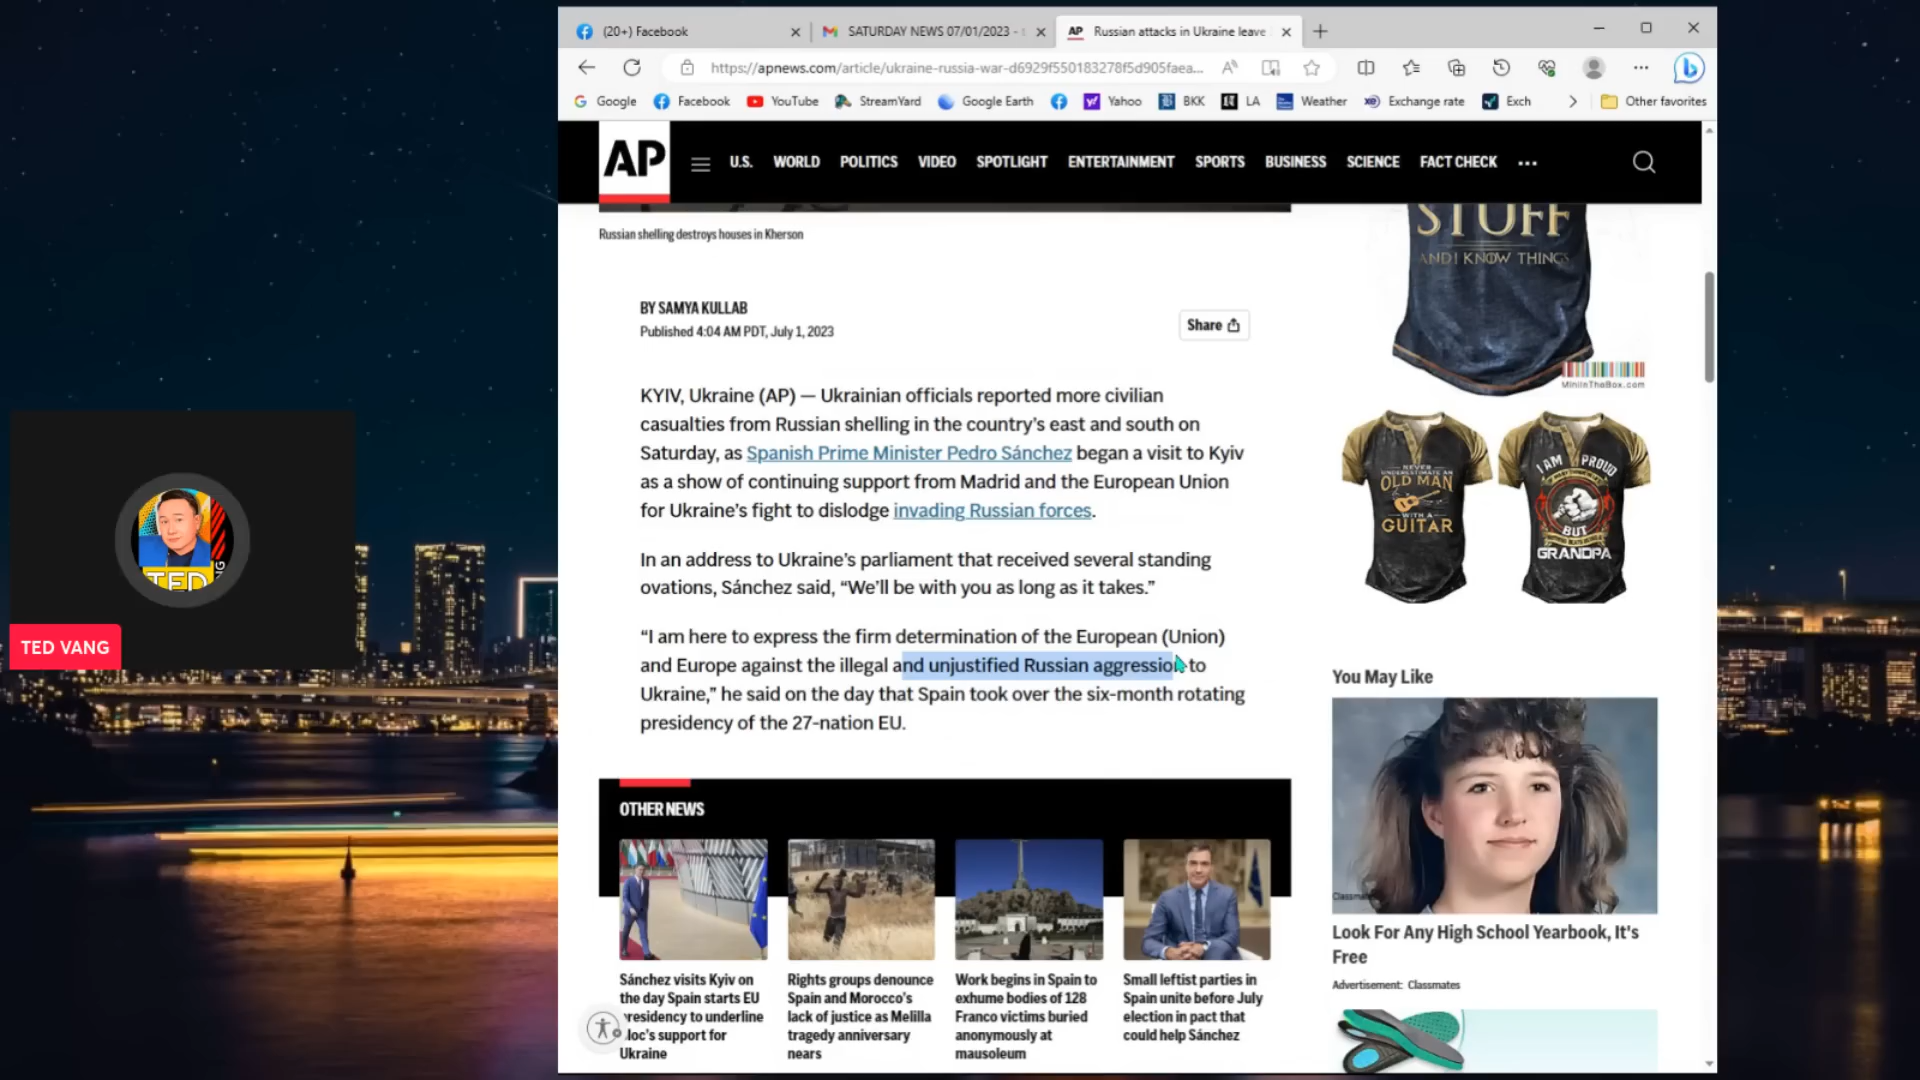 (20+) Facebook
SATURDAY NEWS 07/01/2023 -
AP Russian attacks in Ukraine leave
https://apnews.com/article/ukraine-russia-war-d6929f550183278f5d905faea...
Google Facebook YouTube StreamYard Google Earth Yahoo BKK LA Weather Exchange rate Exch Other favorites
AP U.S. WORLD POLITICS VIDEO SPOTLIGHT ENTERTAINMENT SPORTS BUSINESS SCIENCE FACT CHECK
Russian shelling destroys houses in Kherson
BY SAMYA KULLAB
Published 4:04 AM PDT, July 1, 2023
Share
KYIV, Ukraine (AP) — Ukrainian officials reported more civilian
casualties from Russian shelling in the country’s east and south on
Saturday, as Spanish Prime Minister Pedro Sánchez began a visit to Kyiv
as a show of continuing support from Madrid and the European Union
for Ukraine’s fight to dislodge invading Russian forces.
In an address to Ukraine’s parliament that received several standing
ovations, Sánchez said, “We’ll be with you as long as it takes.”
“I am here to express the firm determination of the European (Union)
and Europe against the illegal and unjustified Russian aggression to
Ukraine,” he said on the day that Spain took over the six-month rotating
presidency of the 27-nation EU.
OTHER NEWS
Sánchez visits Kyiv on
the day Spain starts EU
presidency to underline
bloc’s support for
Ukraine
Rights groups denounce
Spain and Morocco’s
lack of justice as Melilla
tragedy anniversary
nears
Work begins in Spain to
exhume bodies of 128
Franco victims buried
anonymously at
mausoleum
Small leftist parties in
Spain unite before July
election in pact that
could help Sánchez
STUFF
AND I KNOW THINGS
MiniInTheBox.com
NEVER
UNDERESTIMATE AN
OLD MAN
WITH A
GUITAR
I AM PROUD
BUT
GRANDPA
You May Like
Look For Any High School Yearbook, It's
Free
Advertisement: Classmates
TED
TED VANG